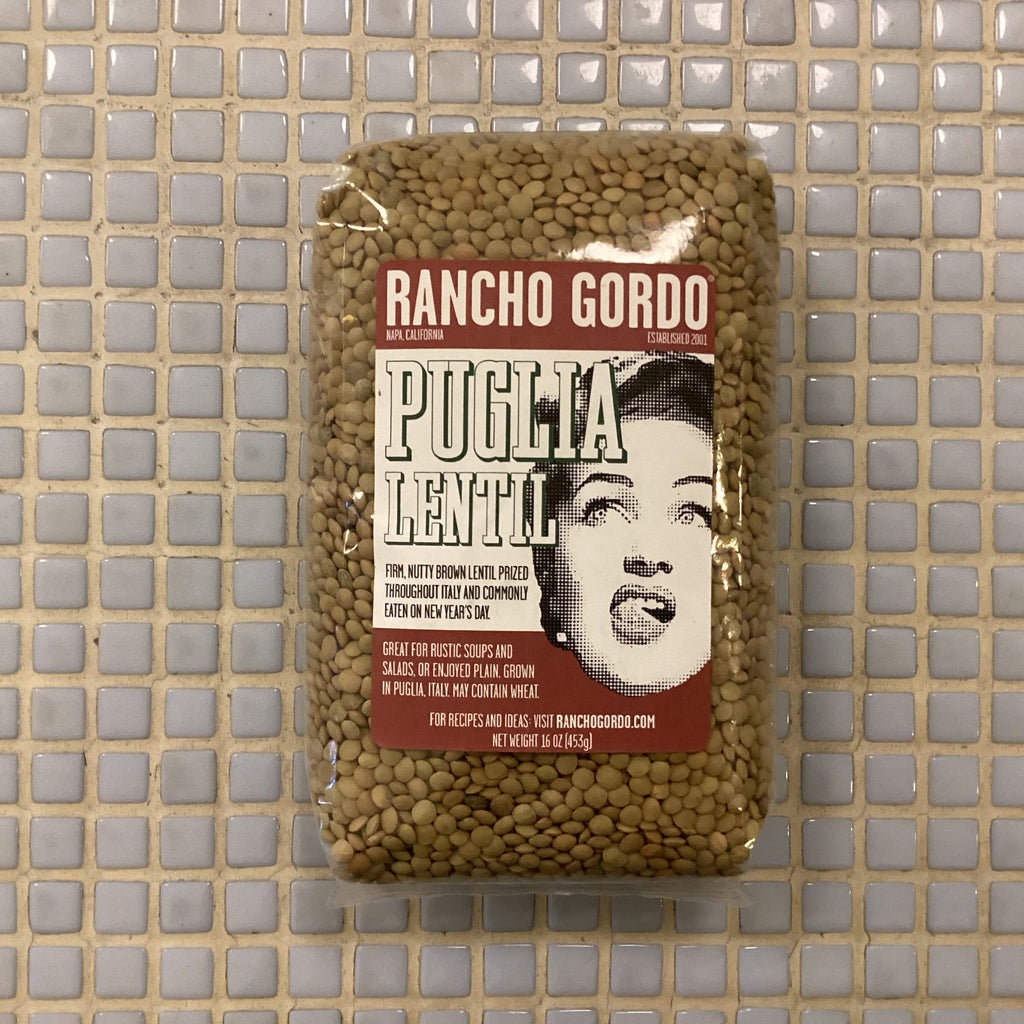 RANCHO GORDO®
NAPA, CALIFORNIA ESTABLISHED 2001
PUGLIA
LENTIL
FIRM, NUTTY BROWN LENTIL PRIZED
THROUGHOUT ITALY AND COMMONLY
EATEN ON NEW YEAR'S DAY.
GREAT FOR RUSTIC SOUPS AND
SALADS, OR ENJOYED PLAIN. GROWN
IN PUGLIA, ITALY. MAY CONTAIN WHEAT.
FOR RECIPES AND IDEAS: VISIT RANCHOGORDO.COM
NET WEIGHT 16 OZ (453g)